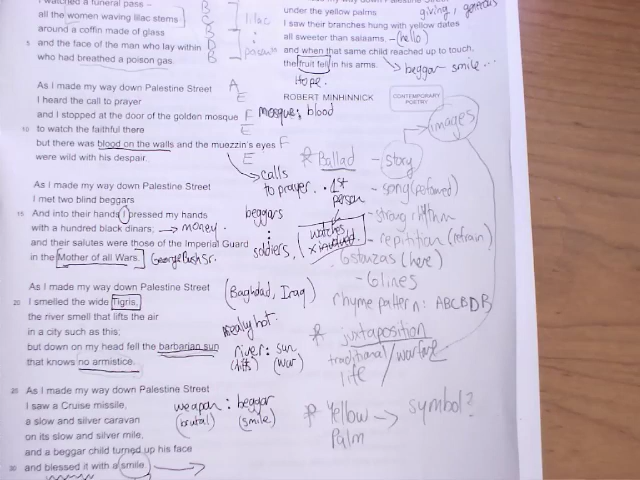 I watched a funeral pass –
all the women waving lilac stems
around a coffin made of glass
5 and the face of the man who lay within
who had breathed a poison gas.
B
C
B
D
B
lilac
:
poison
under the yellow palms
I saw their branches hung with yellow dates
all sweeter than salaams, – (hello)
and when that same child reached up to touch,
the fruit fell in his arms.
giving, generous
beggar smile...
Hope.
ROBERT MINHINNICK
CONTEMPORARY POETRY
images
As I made my way down Palestine Street A
I heard the call to prayer E
and I stopped at the door of the golden mosque F mosque: blood
10 to watch the faithful there E
but there was blood on the walls and the muezzin's eyes F
were wild with his despair. E
calls to prayer.
As I made my way down Palestine Street
I met two blind beggars
15 And into their hands I pressed my hands
with a hundred black dinars; → money.
and their salutes were those of the Imperial Guard
in the Mother of all Wars. George Bush Sr.
beggars
:
soldiers,
* Ballad – story
– song (performed)
· 1st person
watches
x involved
– strong rhythm
– repitition (refrain)
6 stanzas (here)
– 6 lines
rhyme pattern: ABCBDB
As I made my way down Palestine Street
20 I smelled the wide Tigris,
the river smell that lifts the air
in a city such as this;
but down on my head fell the barbarian sun
that knows no armistice.
(Baghdad, Iraq)
really hot.
river: sun
(lifts) (war)
* juxtaposition
traditional / warfare
life
25 As I made my way down Palestine Street
I saw a Cruise missile,
a slow and silver caravan
on its slow and silver mile,
and a beggar child turned up his face
30 and blessed it with a smile.
weapon : beggar
(brutal) (smile)
* Yellow → symbol?
Palm